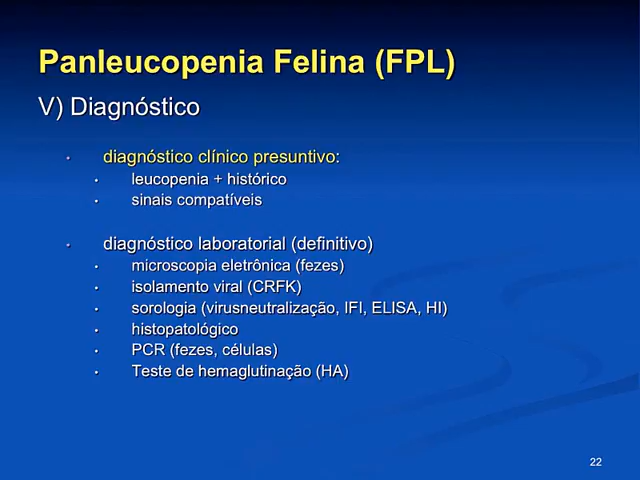 Panleucopenia Felina (FPL)
V) Diagnóstico
• diagnóstico clínico presuntivo:
• leucopenia + histórico
• sinais compatíveis
• diagnóstico laboratorial (definitivo)
• microscopia eletrônica (fezes)
• isolamento viral (CRFK)
• sorologia (virusneutralização, IFI, ELISA, HI)
• histopatológico
• PCR (fezes, células)
• Teste de hemaglutinação (HA)
22